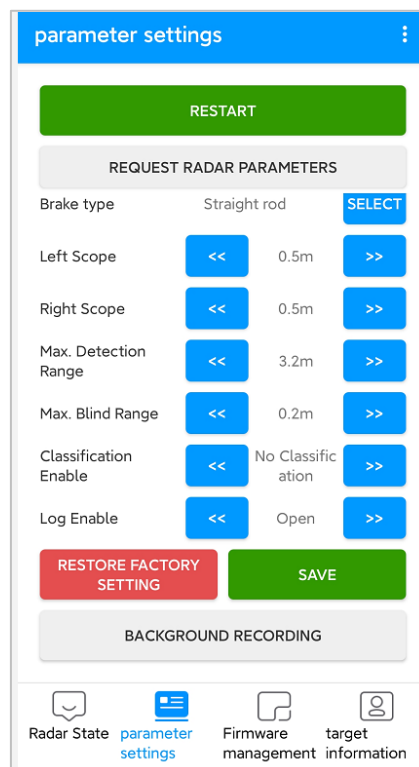 parameter settings
RESTART
REQUEST RADAR PARAMETERS
Brake type Straight rod SELECT
Left Scope << 0.5m >>
Right Scope << 0.5m >>
Max. Detection
Range << 3.2m >>
Max. Blind Range << 0.2m >>
Classification
Enable << No Classific
ation >>
Log Enable << Open >>
RESTORE FACTORY
SETTING
SAVE
BACKGROUND RECORDING
Radar State
parameter
settings
Firmware
management
target
information